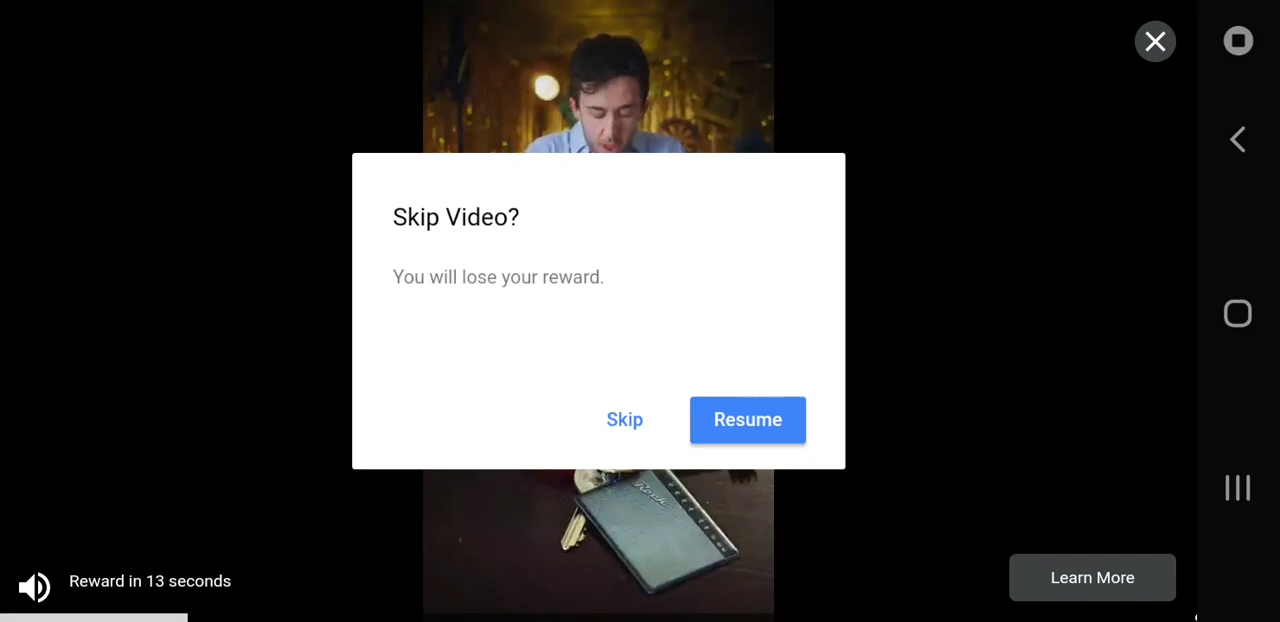 Skip Video?
You will lose your reward.
Skip
Resume
Reward in 13 seconds
Learn More